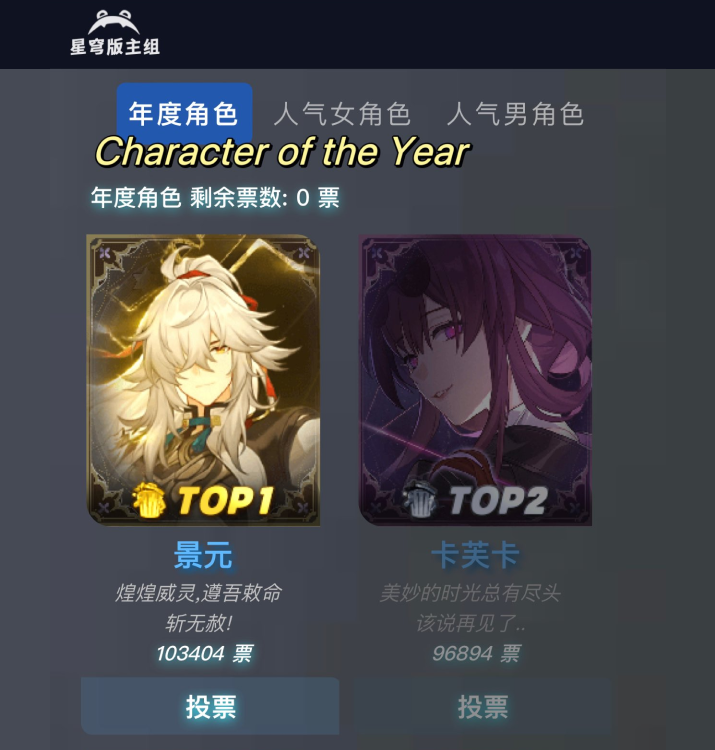 星穹版主组
年度角色 人气女角色 人气男角色
Character of the Year
年度角色 剩余票数: 0 票
TOP1 TOP2
景元 卡芙卡
煌煌威灵,遵吾敕命 美妙的时光总有尽头
斩无赦! 该说再见了..
103404 票 96894 票
投票 投票